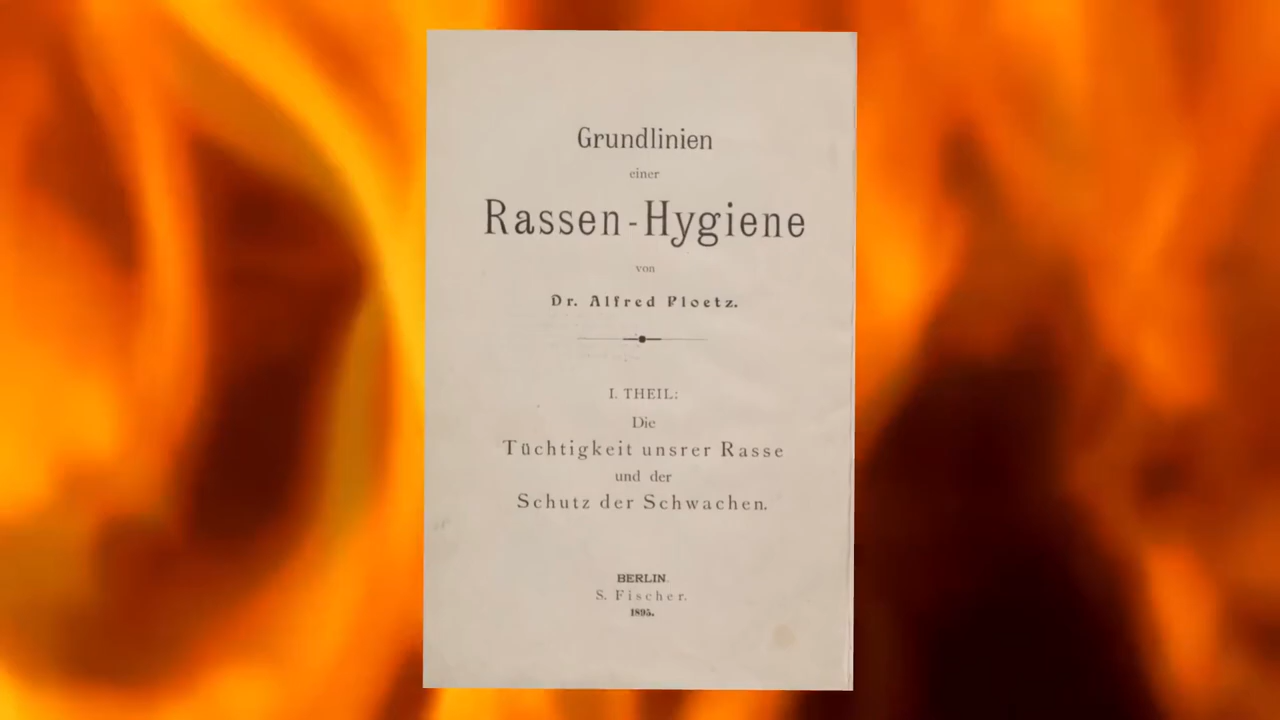 Grundlinien
einer
Rassen-Hygiene
von
Dr. Alfred Ploetz.
I. THEIL:
Die
Tüchtigkeit unsrer Rasse
und der
Schutz der Schwachen.
BERLIN.
S. Fischer.
1895.